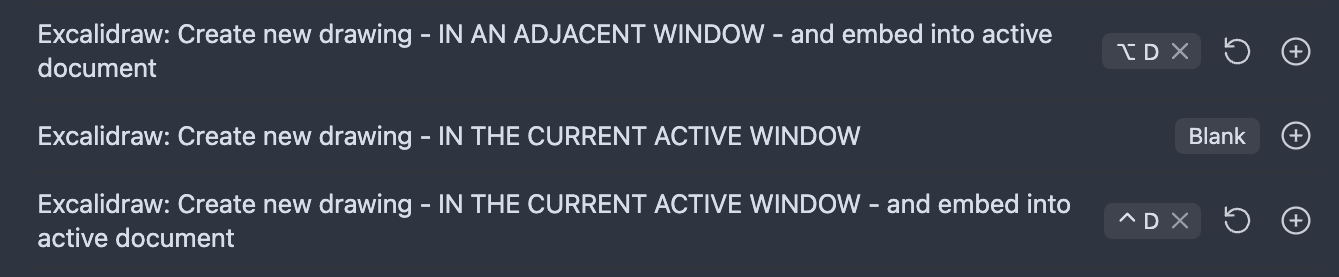 Excalidraw: Create new drawing - IN AN ADJACENT WINDOW - and embed into active
document
⌥ D ×
Excalidraw: Create new drawing - IN THE CURRENT ACTIVE WINDOW
Blank
Excalidraw: Create new drawing - IN THE CURRENT ACTIVE WINDOW - and embed into
active document
^ D ×